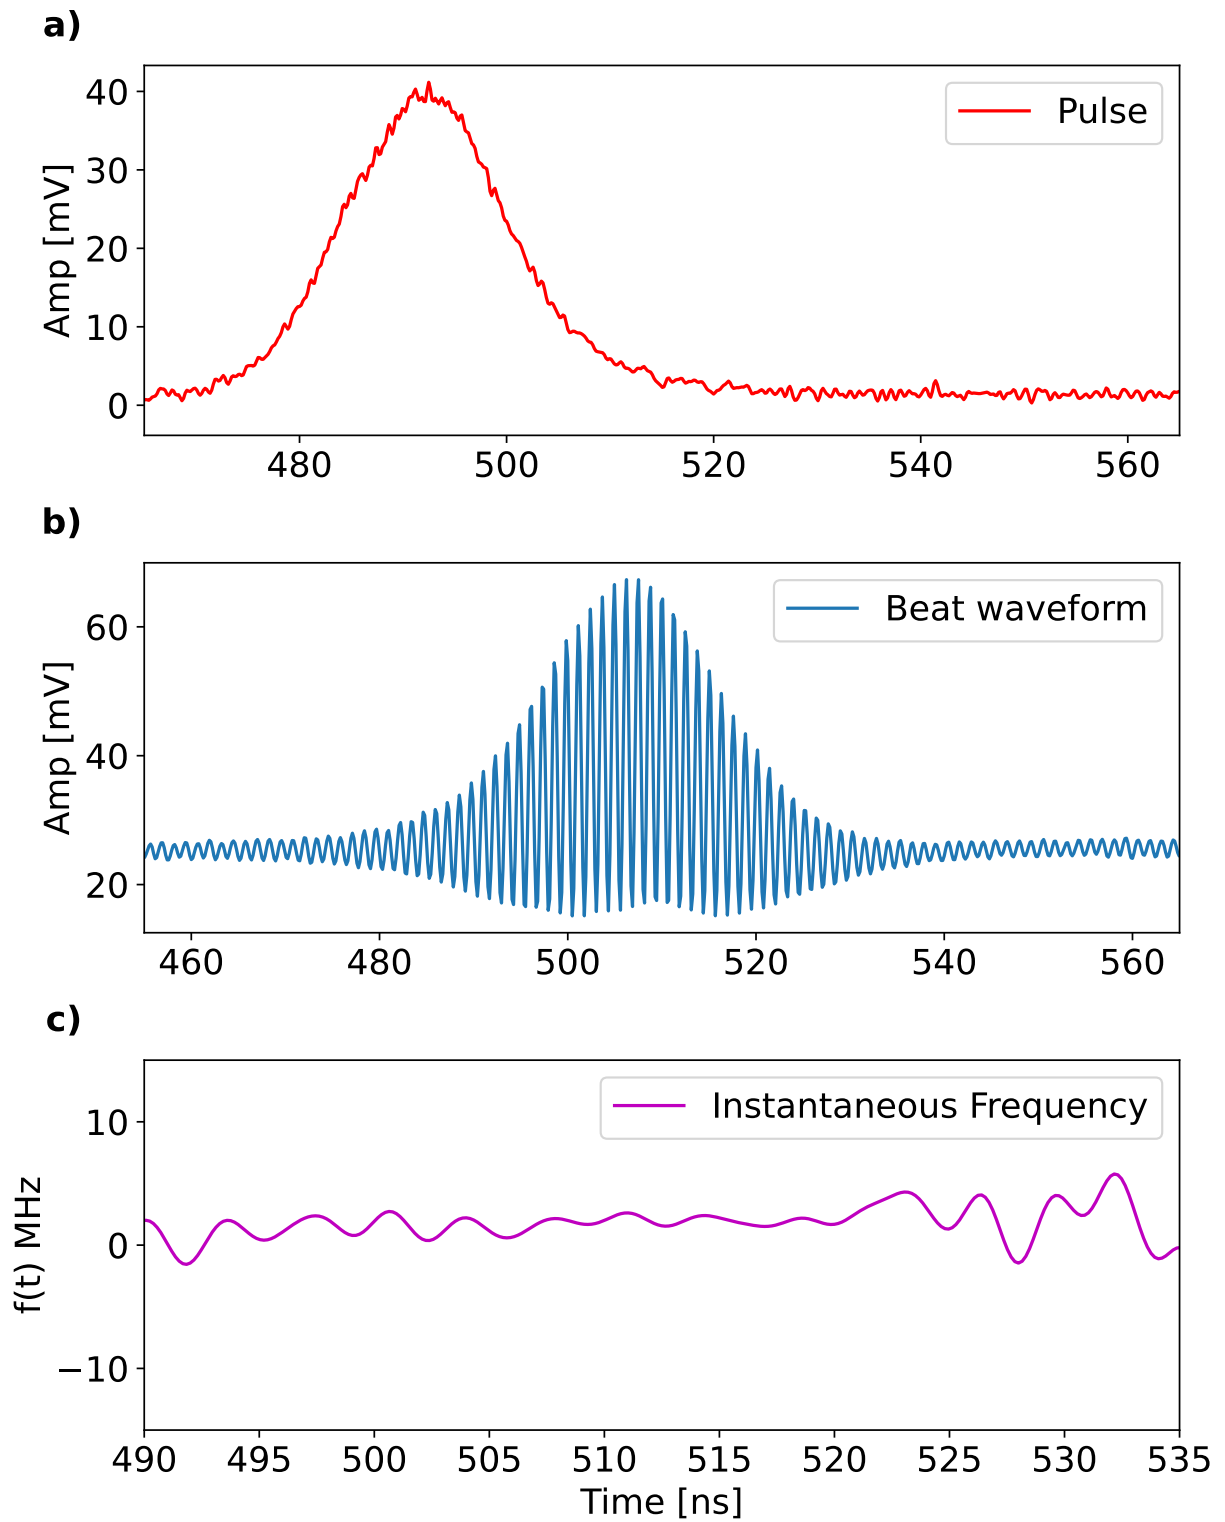 a)
Amp [mV]
40
30
20
10
0
Pulse
480 500 520 540 560
b)
Amp [mV]
60
40
20
Beat waveform
460 480 500 520 540 560
c)
f(t) MHz
10
0
−10
Instantaneous Frequency
490 495 500 505 510 515 520 525 530 535
Time [ns]